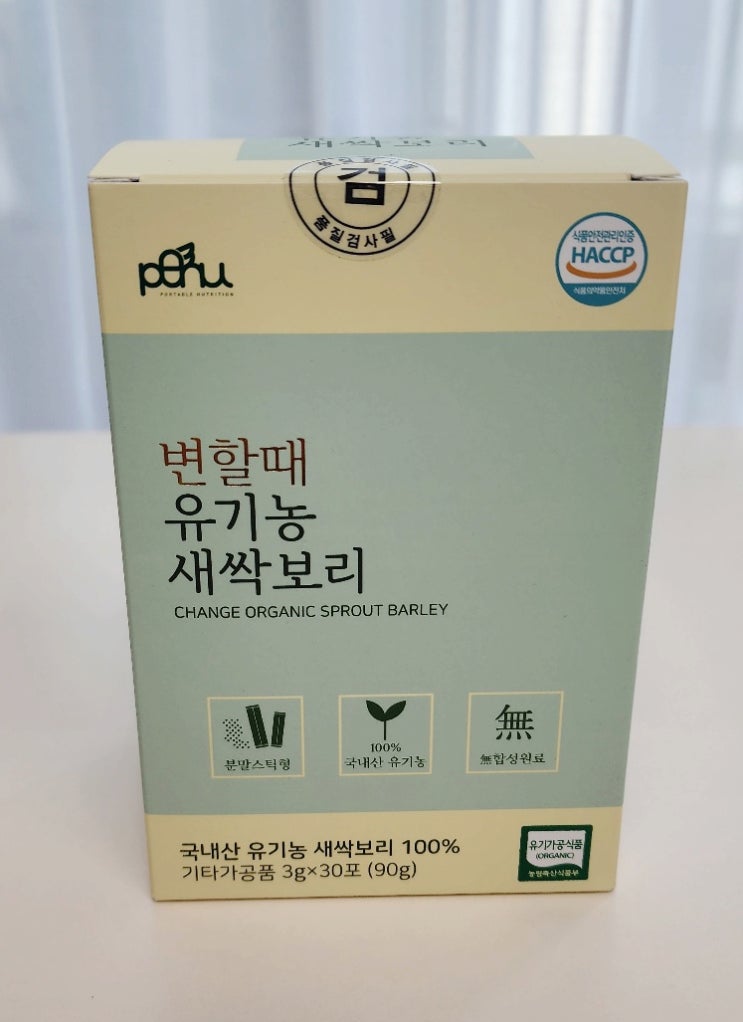 새싹보리
검
품질검사필
pohu
PORTABLE NUTRITION
식품안전관리인증
HACCP
식품의약품안전처
변할때
유기농
새싹보리
CHANGE ORGANIC SPROUT BARLEY
분말스틱형
100%
국내산 유기농
無
無합성원료
국내산 유기농 새싹보리 100%
기타가공품 3g×30포 (90g)
유기가공식품
(ORGANIC)
농림축산식품부